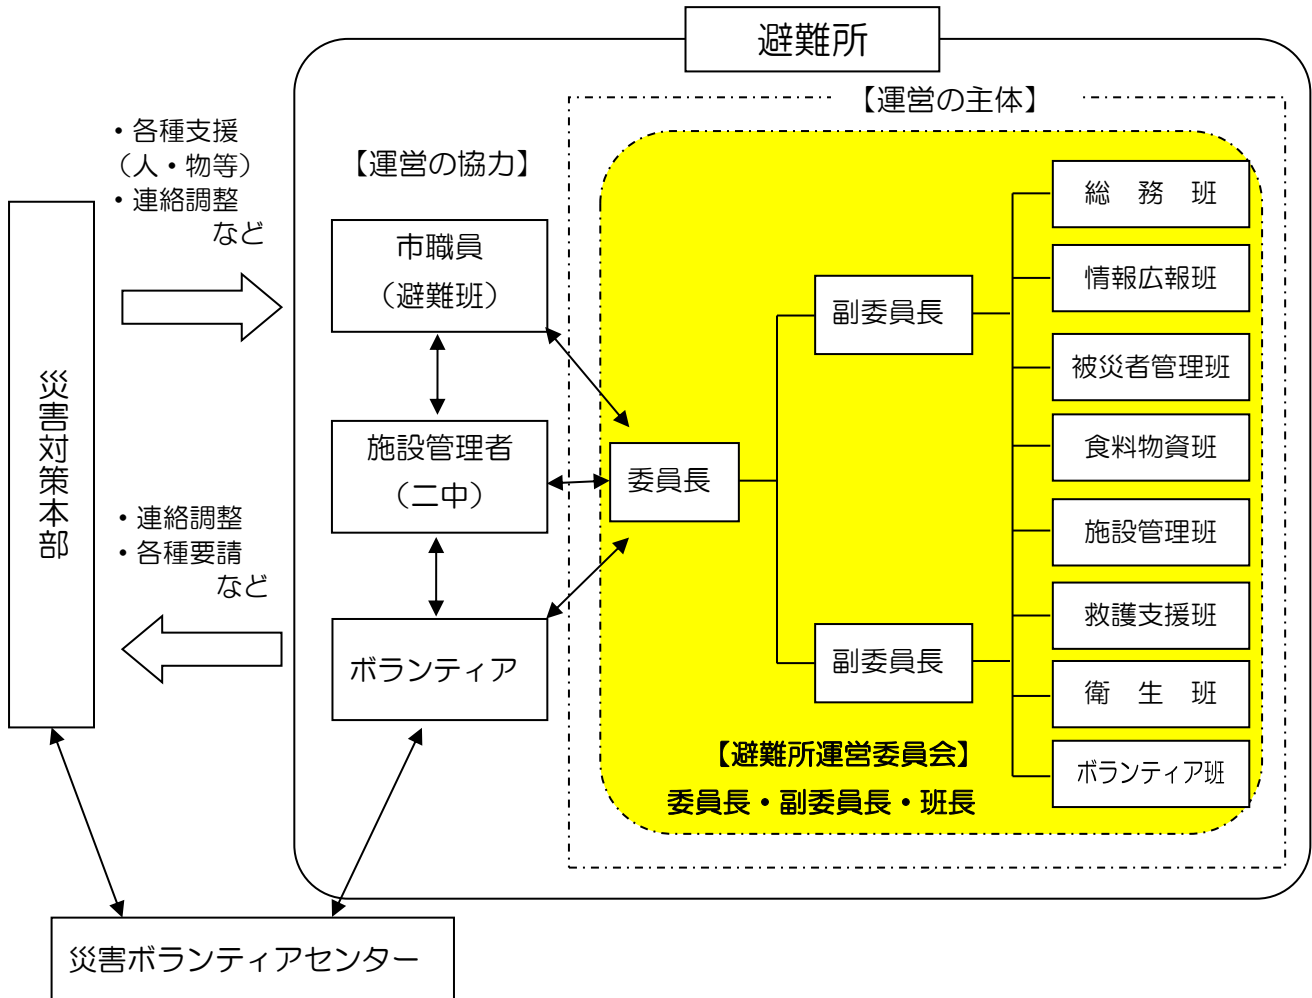 避難所
【運営の主体】
・各種支援
（人・物等）
・連絡調整
など
【運営の協力】
市職員
（避難班）
施設管理者
（二中）
ボランティア
災害対策本部
・連絡調整
・各種要請
など
委員長
副委員長
副委員長
総　務　班
情報広報班
被災者管理班
食料物資班
施設管理班
救護支援班
衛　生　班
ボランティア班
【避難所運営委員会】
委員長・副委員長・班長
災害ボランティアセンター